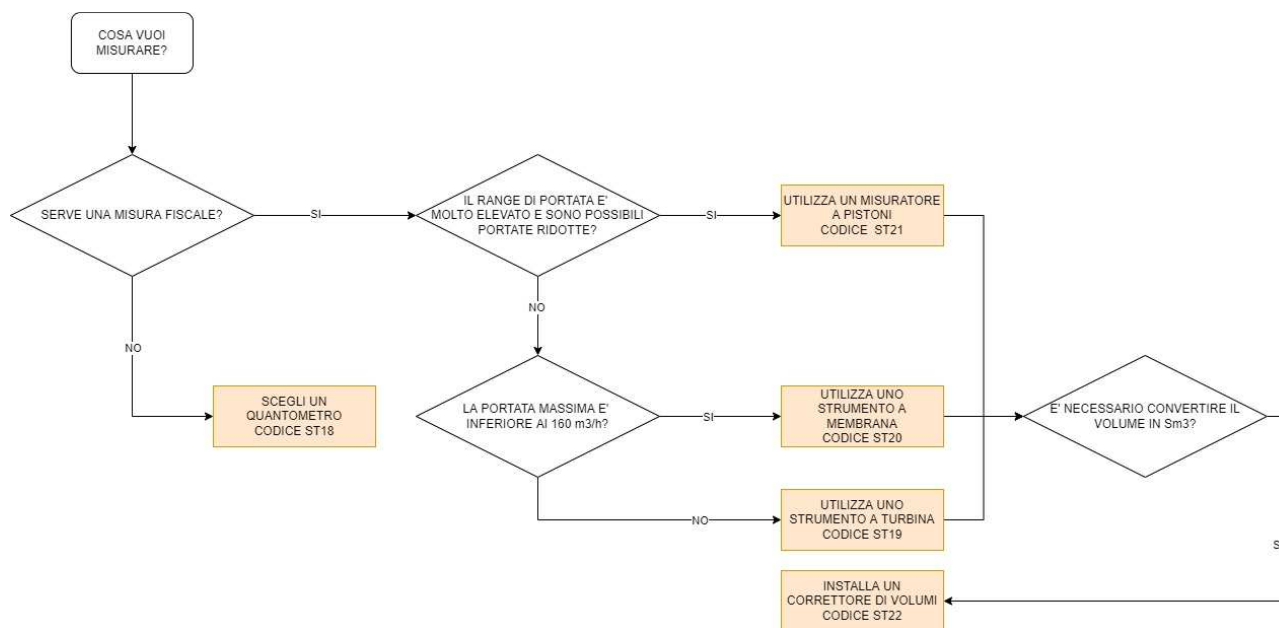 COSA VUOI
MISURARE?
SERVE UNA MISURA FISCALE?
SI
IL RANGE DI PORTATA E'
MOLTO ELEVATO E SONO POSSIBILI
PORTATE RIDOTTE?
SI
UTILIZZA UN MISURATORE
A PISTONI
CODICE ST21
NO
NO
SCEGLI UN
QUANTOMETRO
CODICE ST18
LA PORTATA MASSIMA E'
INFERIORE AI 160 m3/h?
SI
UTILIZZA UNO
STRUMENTO A
MEMBRANA
CODICE ST20
E' NECESSARIO CONVERTIRE IL
VOLUME IN Sm3?
NO
UTILIZZA UNO
STRUMENTO A TURBINA
CODICE ST19
S
INSTALLA UN
CORRETTORE DI VOLUMI
CODICE ST22